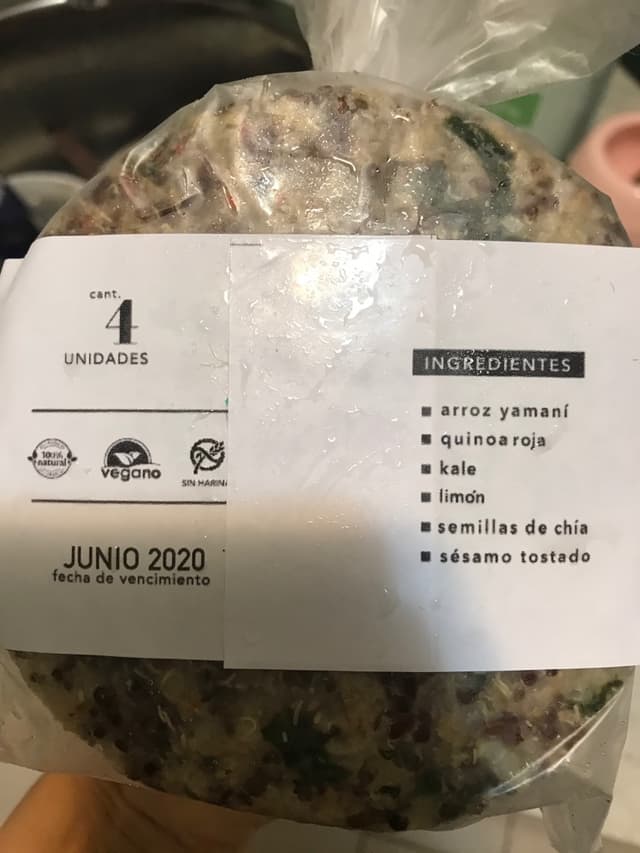 cant.
4
UNIDADES
100%
natural
vegano
SIN HARINA
JUNIO 2020
fecha de vencimiento
INGREDIENTES
arroz yamaní
quinoa roja
kale
limón
semillas de chía
sésamo tostado